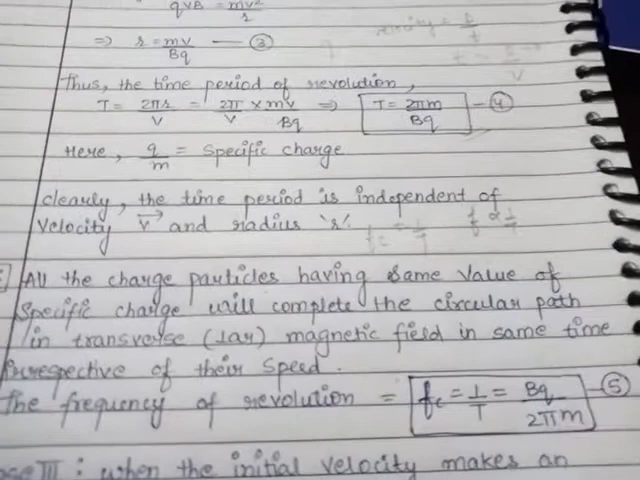 qvB = mv²/r
⇒ r = mv/Bq — ③
Thus, the time period of revolution,
T = 2πr/v = 2π/v × mv/Bq ⇒ T = 2πm/Bq — ④
Here, q/m = Specific charge
Clearly, the time period is independent of
velocity v⃗ and radius 'r'.
All the charge particles having same value of
specific charge will complete the circular path
in transverse (⊥ar) magnetic field in same time
irrespective of their speed.
The frequency of revolution = fc = 1/T = Bq/2πm — ⑤
III : when the initial velocity makes an